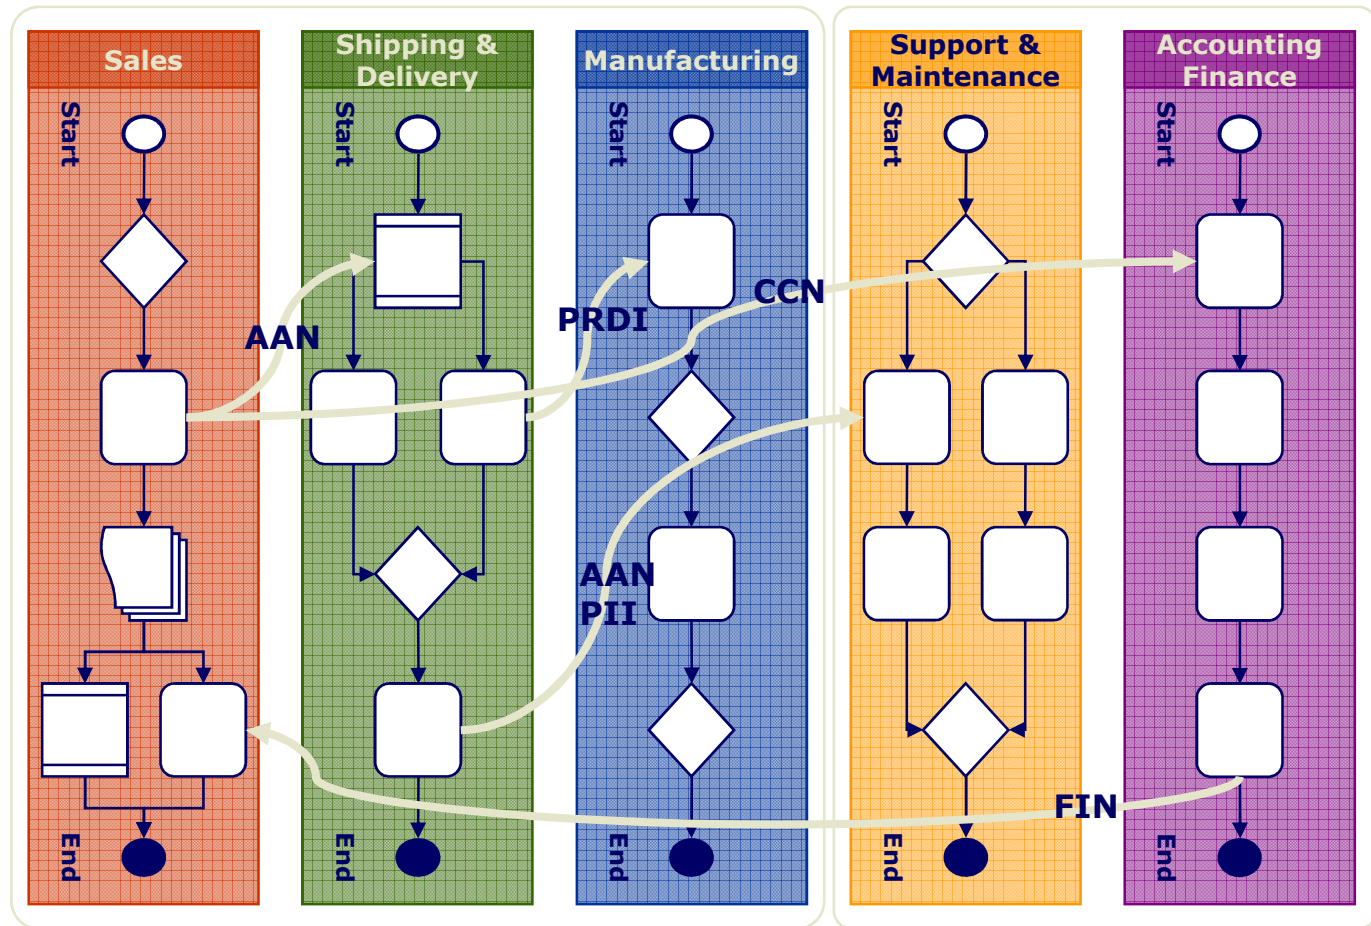 Sales
Shipping &
Delivery
Manufacturing
Support &
Maintenance
Accounting
Finance
Start
Start
Start
Start
Start
CCN
PRDI
AAN
AAN
PII
FIN
End
End
End
End
End